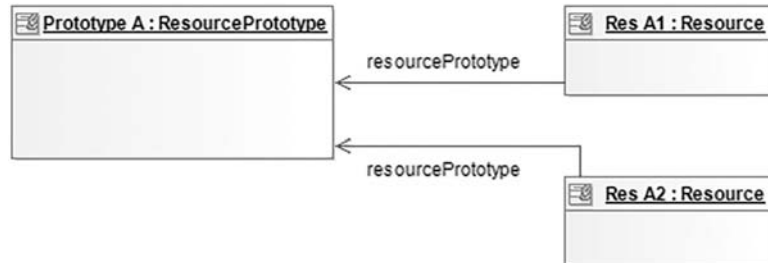 Prototype A : ResourcePrototype
Res A1 : Resource
resourcePrototype
resourcePrototype
Res A2 : Resource